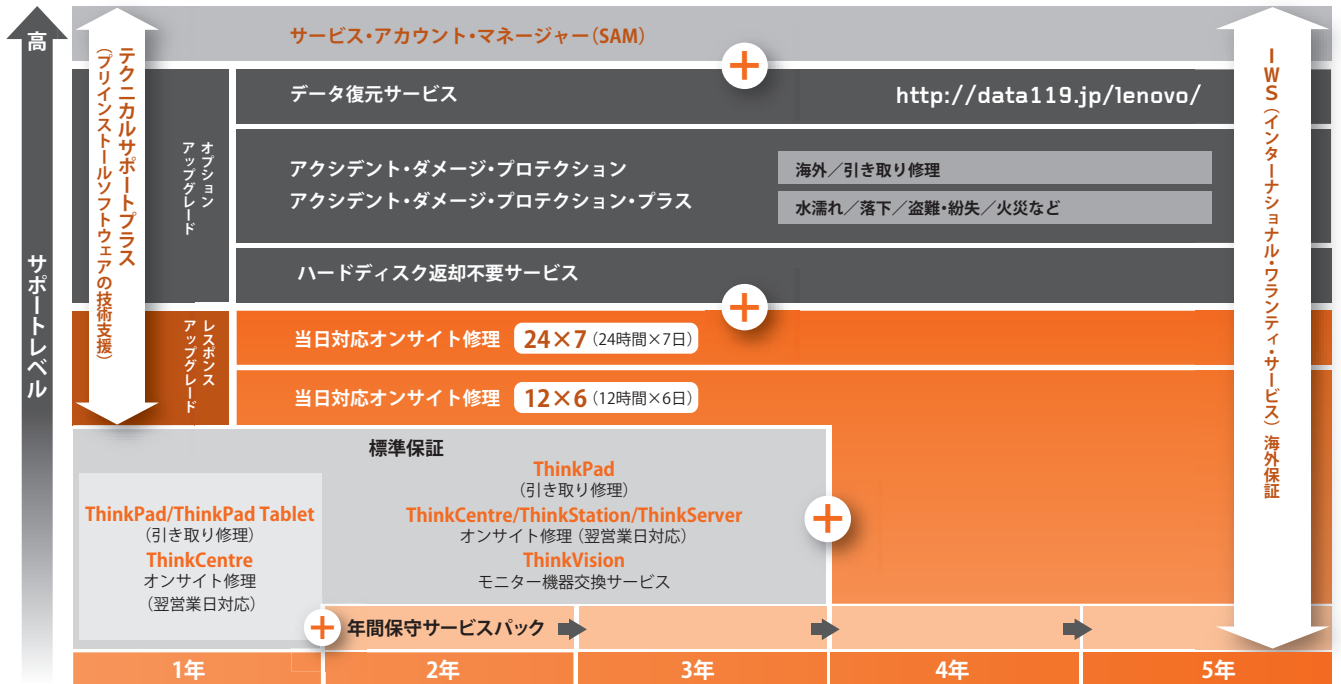 高
サポートレベル
テクニカルサポートプラス
(プリインストールソフトウェアの技術支援)
サービス・アカウント・マネージャー(SAM)
オプション
アップグレード
データ復元サービス
http://data119.jp/lenovo/
アクシデント・ダメージ・プロテクション
海外／引き取り修理
アクシデント・ダメージ・プロテクション・プラス
水濡れ／落下／盗難・紛失／火災など
ハードディスク返却不要サービス
レスポンス
アップグレード
当日対応オンサイト修理 24×7 (24時間×7日)
当日対応オンサイト修理 12×6 (12時間×6日)
標準保証
ThinkPad/ThinkPad Tablet
(引き取り修理)
ThinkCentre
オンサイト修理
(翌営業日対応)
ThinkPad
(引き取り修理)
ThinkCentre/ThinkStation/ThinkServer
オンサイト修理 (翌営業日対応)
ThinkVision
モニター機器交換サービス
年間保守サービスパック
1年
2年
3年
4年
5年
IWS (インターナショナル・ワランティ・サービス) 海外保証